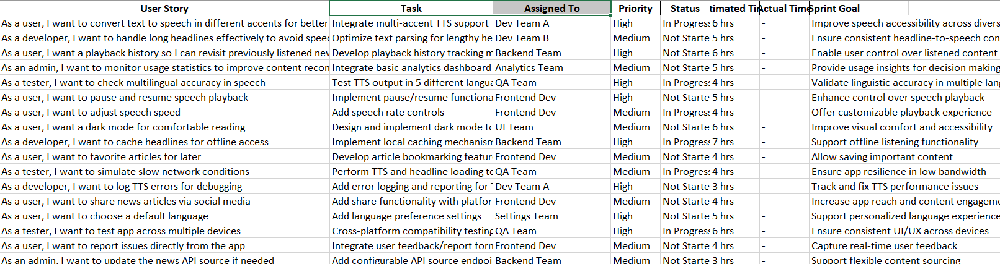 User Story Task Assigned To Priority Status timated Ti Actual Time Sprint Goal
As a user, I want to convert text to speech in different accents for better Integrate multi-accent TTS support Dev Team A High In Progres 6 hrs - Improve speech accessibility across divers
As a developer, I want to handle long headlines effectively to avoid speed Optimize text parsing for lengthy he Dev Team B Medium Not Starte 5 hrs - Ensure consistent headline-to-speech con
As a user, I want a playback history so I can revisit previously listened nev Develop playback history tracking m Backend Team High Not Starte 6 hrs - Enable user control over listened content
As an admin, I want to monitor usage statistics to improve content recon Integrate basic analytics dashboard Analytics Team Medium Not Starte 5 hrs - Provide usage insights for decision making
As a tester, I want to check multilingual accuracy in speech Test TTS output in 5 different langua QA Team High In Progres 4 hrs - Validate linguistic accuracy in multiple lan
As a user, I want to pause and resume speech playback Implement pause/resume functiona Frontend Dev High Not Starte 5 hrs - Enhance control over speech playback
As a user, I want to adjust speech speed Add speech rate controls Frontend Dev Medium In Progres 4 hrs - Offer customizable playback experience
As a user, I want a dark mode for comfortable reading Design and implement dark mode to UI Team Medium Not Starte 6 hrs - Improve visual comfort and accessibility
As a developer, I want to cache headlines for offline access Implement local caching mechanism Backend Team High In Progres 7 hrs - Support offline listening functionality
As a user, I want to favorite articles for later Develop article bookmarking featur Frontend Dev Medium Not Starte 4 hrs - Allow saving important content
As a tester, I want to simulate slow network conditions Perform TTS and headline loading te QA Team Medium In Progres 4 hrs - Ensure app resilience in low bandwidth
As a developer, I want to log TTS errors for debugging Add error logging and reporting for Dev Team A High Not Starte 3 hrs - Track and fix TTS performance issues
As a user, I want to share news articles via social media Add share functionality with platfor Frontend Dev Medium Not Starte 4 hrs - Increase app reach and content engageme
As a user, I want to choose a default language Add language preference settings Settings Team High Not Starte 5 hrs - Support personalized language experience
As a tester, I want to test app across multiple devices Cross-platform compatibility testing QA Team High In Progres 6 hrs - Ensure consistent UI/UX across devices
As a user, I want to report issues directly from the app Integrate user feedback/report form Frontend Dev Medium Not Starte 4 hrs - Capture real-time user feedback
As an admin, I want to update the news API source if needed Add configurable API source endpoi Backend Team Medium Not Starte 3 hrs - Support flexible content sourcing